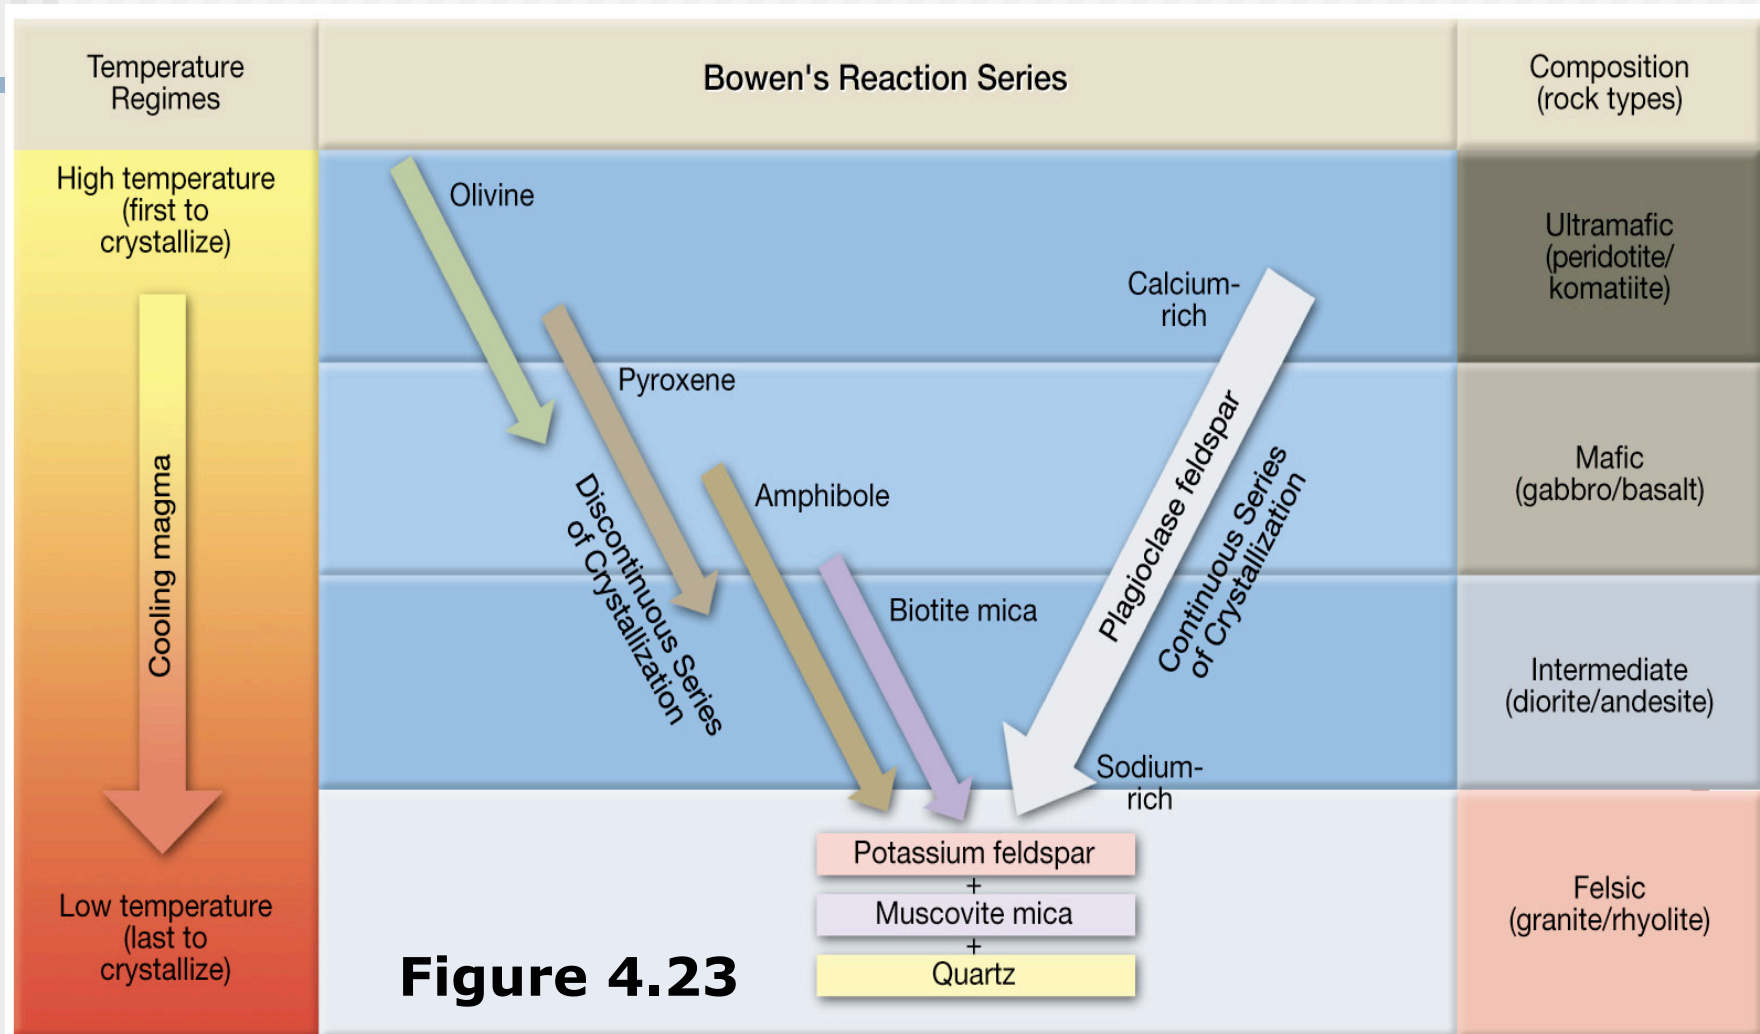 Temperature
Regimes
Bowen's Reaction Series
Composition
(rock types)
High temperature
(first to
crystallize)
Cooling magma
Low temperature
(last to
crystallize)
Olivine
Pyroxene
Amphibole
Biotite mica
Discontinuous Series
of Crystallization
Calcium-
rich
Plagioclase feldspar
Continuous Series
of Crystallization
Sodium-
rich
Potassium feldspar
+
Muscovite mica
+
Quartz
Figure 4.23
Ultramafic
(peridotite/
komatiite)
Mafic
(gabbro/basalt)
Intermediate
(diorite/andesite)
Felsic
(granite/rhyolite)